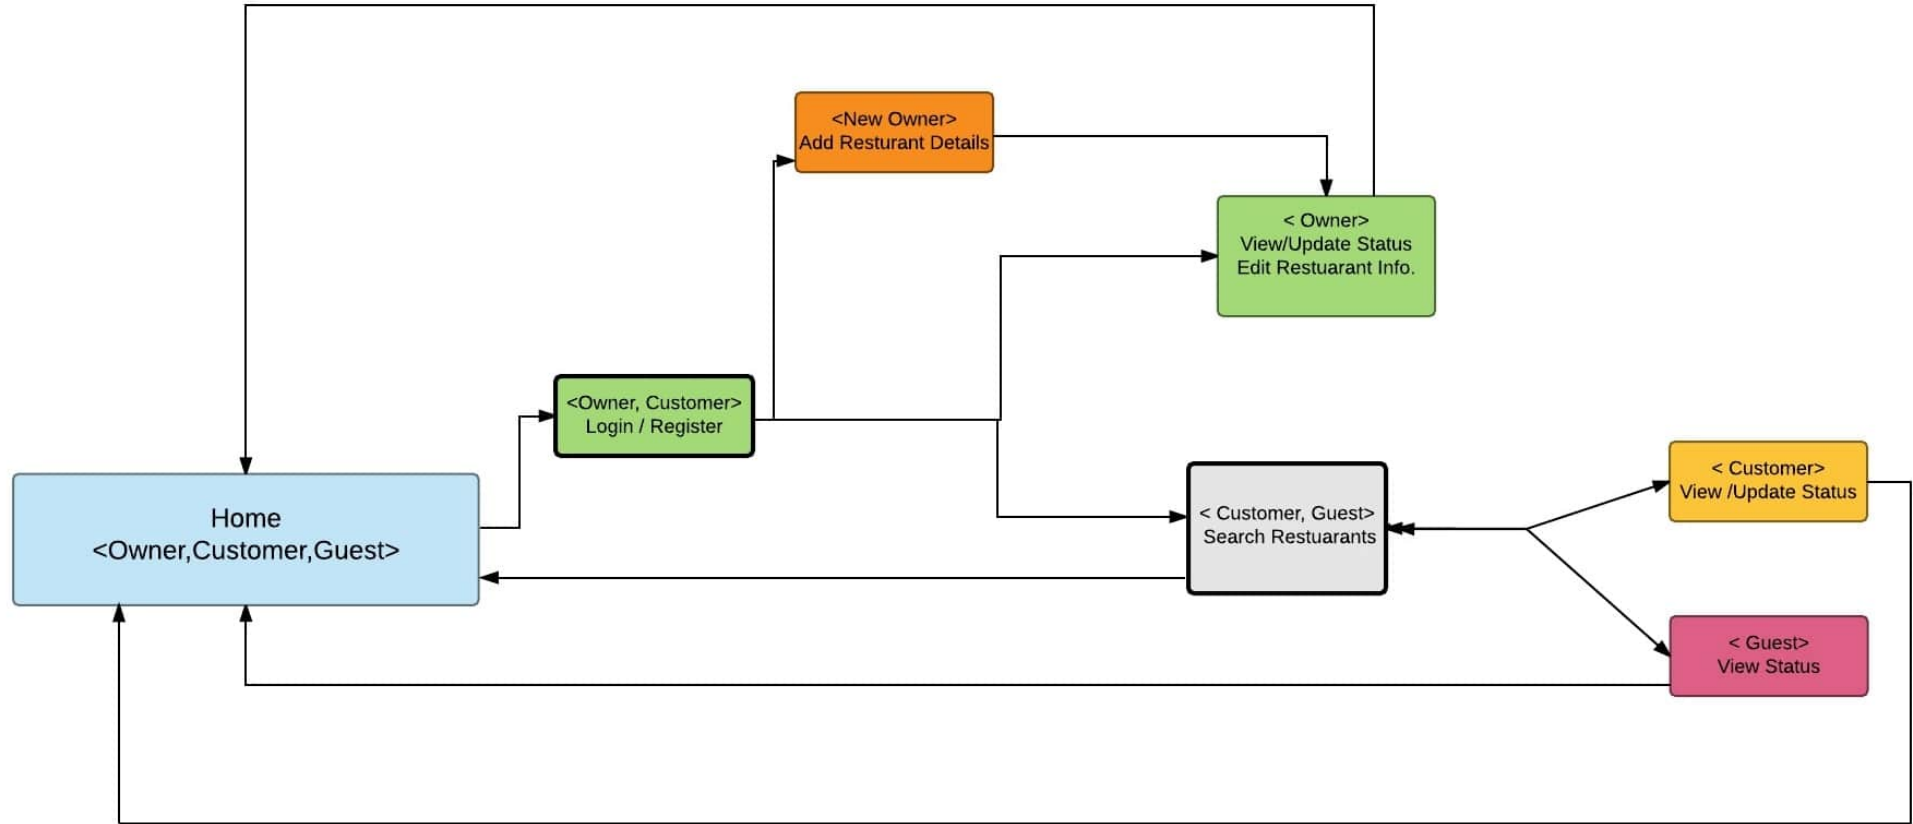 <New Owner>
Add Resturant Details
< Owner>
View/Update Status
Edit Restuarant Info.
<Owner, Customer>
Login / Register
Home
<Owner,Customer,Guest>
< Customer, Guest>
Search Restuarants
< Customer>
View /Update Status
< Guest>
View Status